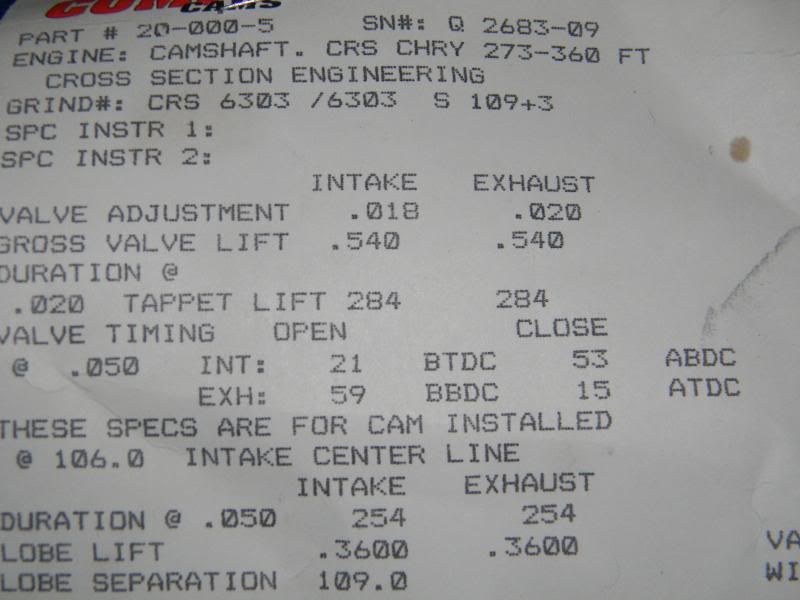 COMP
CAMS
PART # 20-000-5 SN#: Q 2683-09
ENGINE: CAMSHAFT. CRS CHRY 273-360 FT
CROSS SECTION ENGINEERING
GRIND#: CRS 6303 /6303 S 109+3
SPC INSTR 1:
SPC INSTR 2:
INTAKE EXHAUST
VALVE ADJUSTMENT .018 .020
GROSS VALVE LIFT .540 .540
DURATION @
.020 TAPPET LIFT 284 284
VALVE TIMING OPEN CLOSE
@ .050 INT: 21 BTDC 53 ABDC
EXH: 59 BBDC 15 ATDC
THESE SPECS ARE FOR CAM INSTALLED
@ 106.0 INTAKE CENTER LINE
INTAKE EXHAUST
DURATION @ .050 254 254
LOBE LIFT .3600 .3600
LOBE SEPARATION 109.0
VA
WI